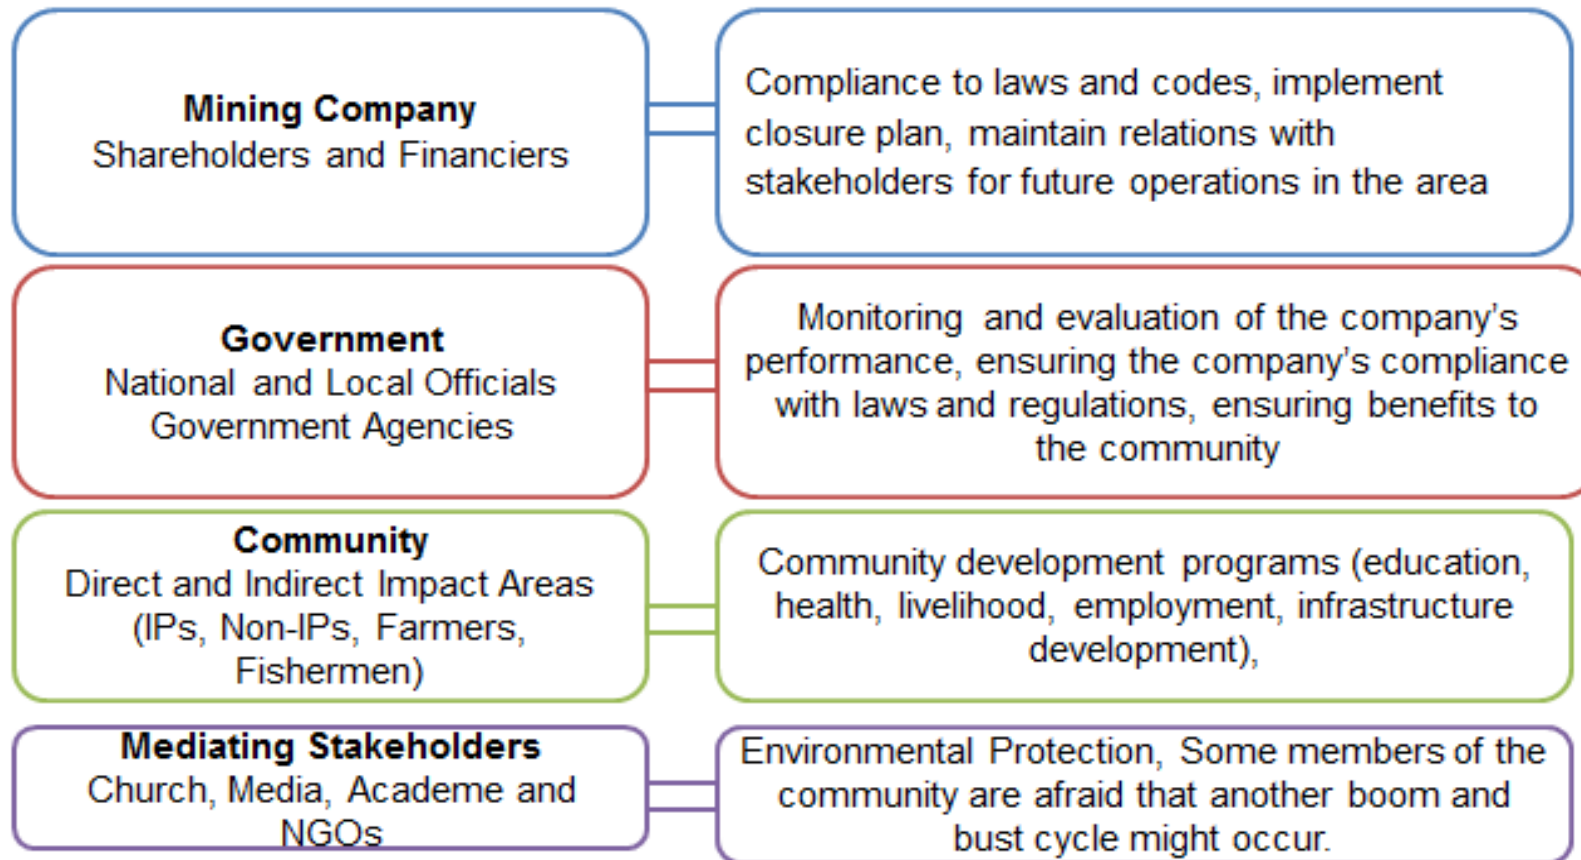 Mining Company
Shareholders and Financiers
Compliance to laws and codes, implement
closure plan, maintain relations with
stakeholders for future operations in the area
Government
National and Local Officials
Government Agencies
Monitoring and evaluation of the company's
performance, ensuring the company's compliance
with laws and regulations, ensuring benefits to
the community
Community
Direct and Indirect Impact Areas
(IPs, Non-IPs, Farmers,
Fishermen)
Community development programs (education,
health, livelihood, employment, infrastructure
development),
Mediating Stakeholders
Church, Media, Academe and
NGOs
Environmental Protection, Some members of the
community are afraid that another boom and
bust cycle might occur.